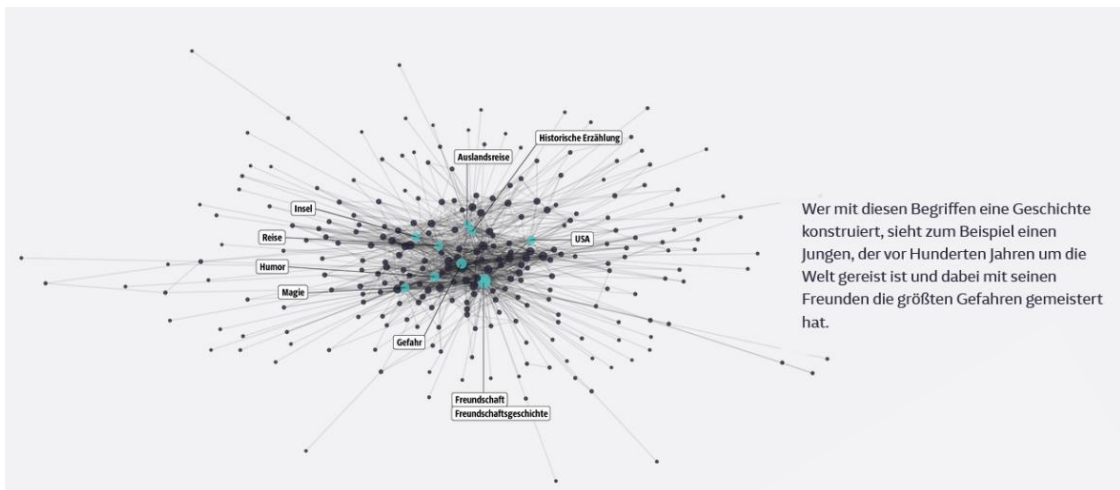 Historische Erzählung
Auslandsreise
Insel
Reise
USA
Humor
Magie
Gefahr
Freundschaft
Freundschaftsgeschichte
Wer mit diesen Begriffen eine Geschichte
konstruiert, sieht zum Beispiel einen
Jungen, der vor Hunderten Jahren um die
Welt gereist ist und dabei mit seinen
Freunden die größten Gefahren gemeistert
hat.